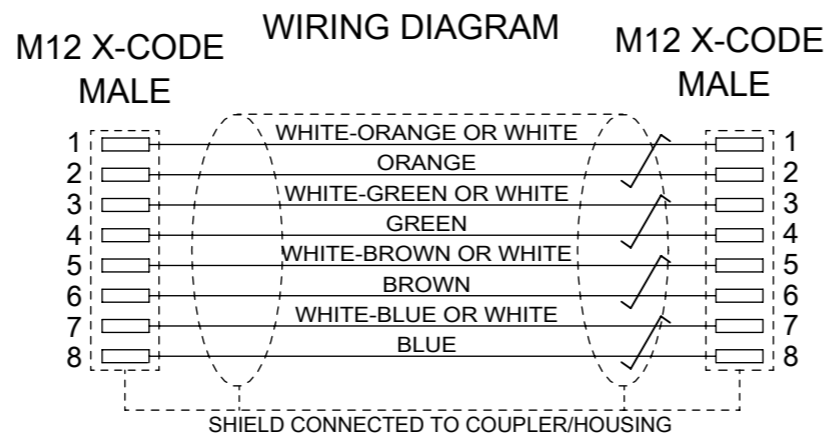 WIRING DIAGRAM
M12 X-CODE
MALE
M12 X-CODE
MALE
1 WHITE-ORANGE OR WHITE 1
2 ORANGE 2
3 WHITE-GREEN OR WHITE 3
4 GREEN 4
5 WHITE-BROWN OR WHITE 5
6 BROWN 6
7 WHITE-BLUE OR WHITE 7
8 BLUE 8
SHIELD CONNECTED TO COUPLER/HOUSING